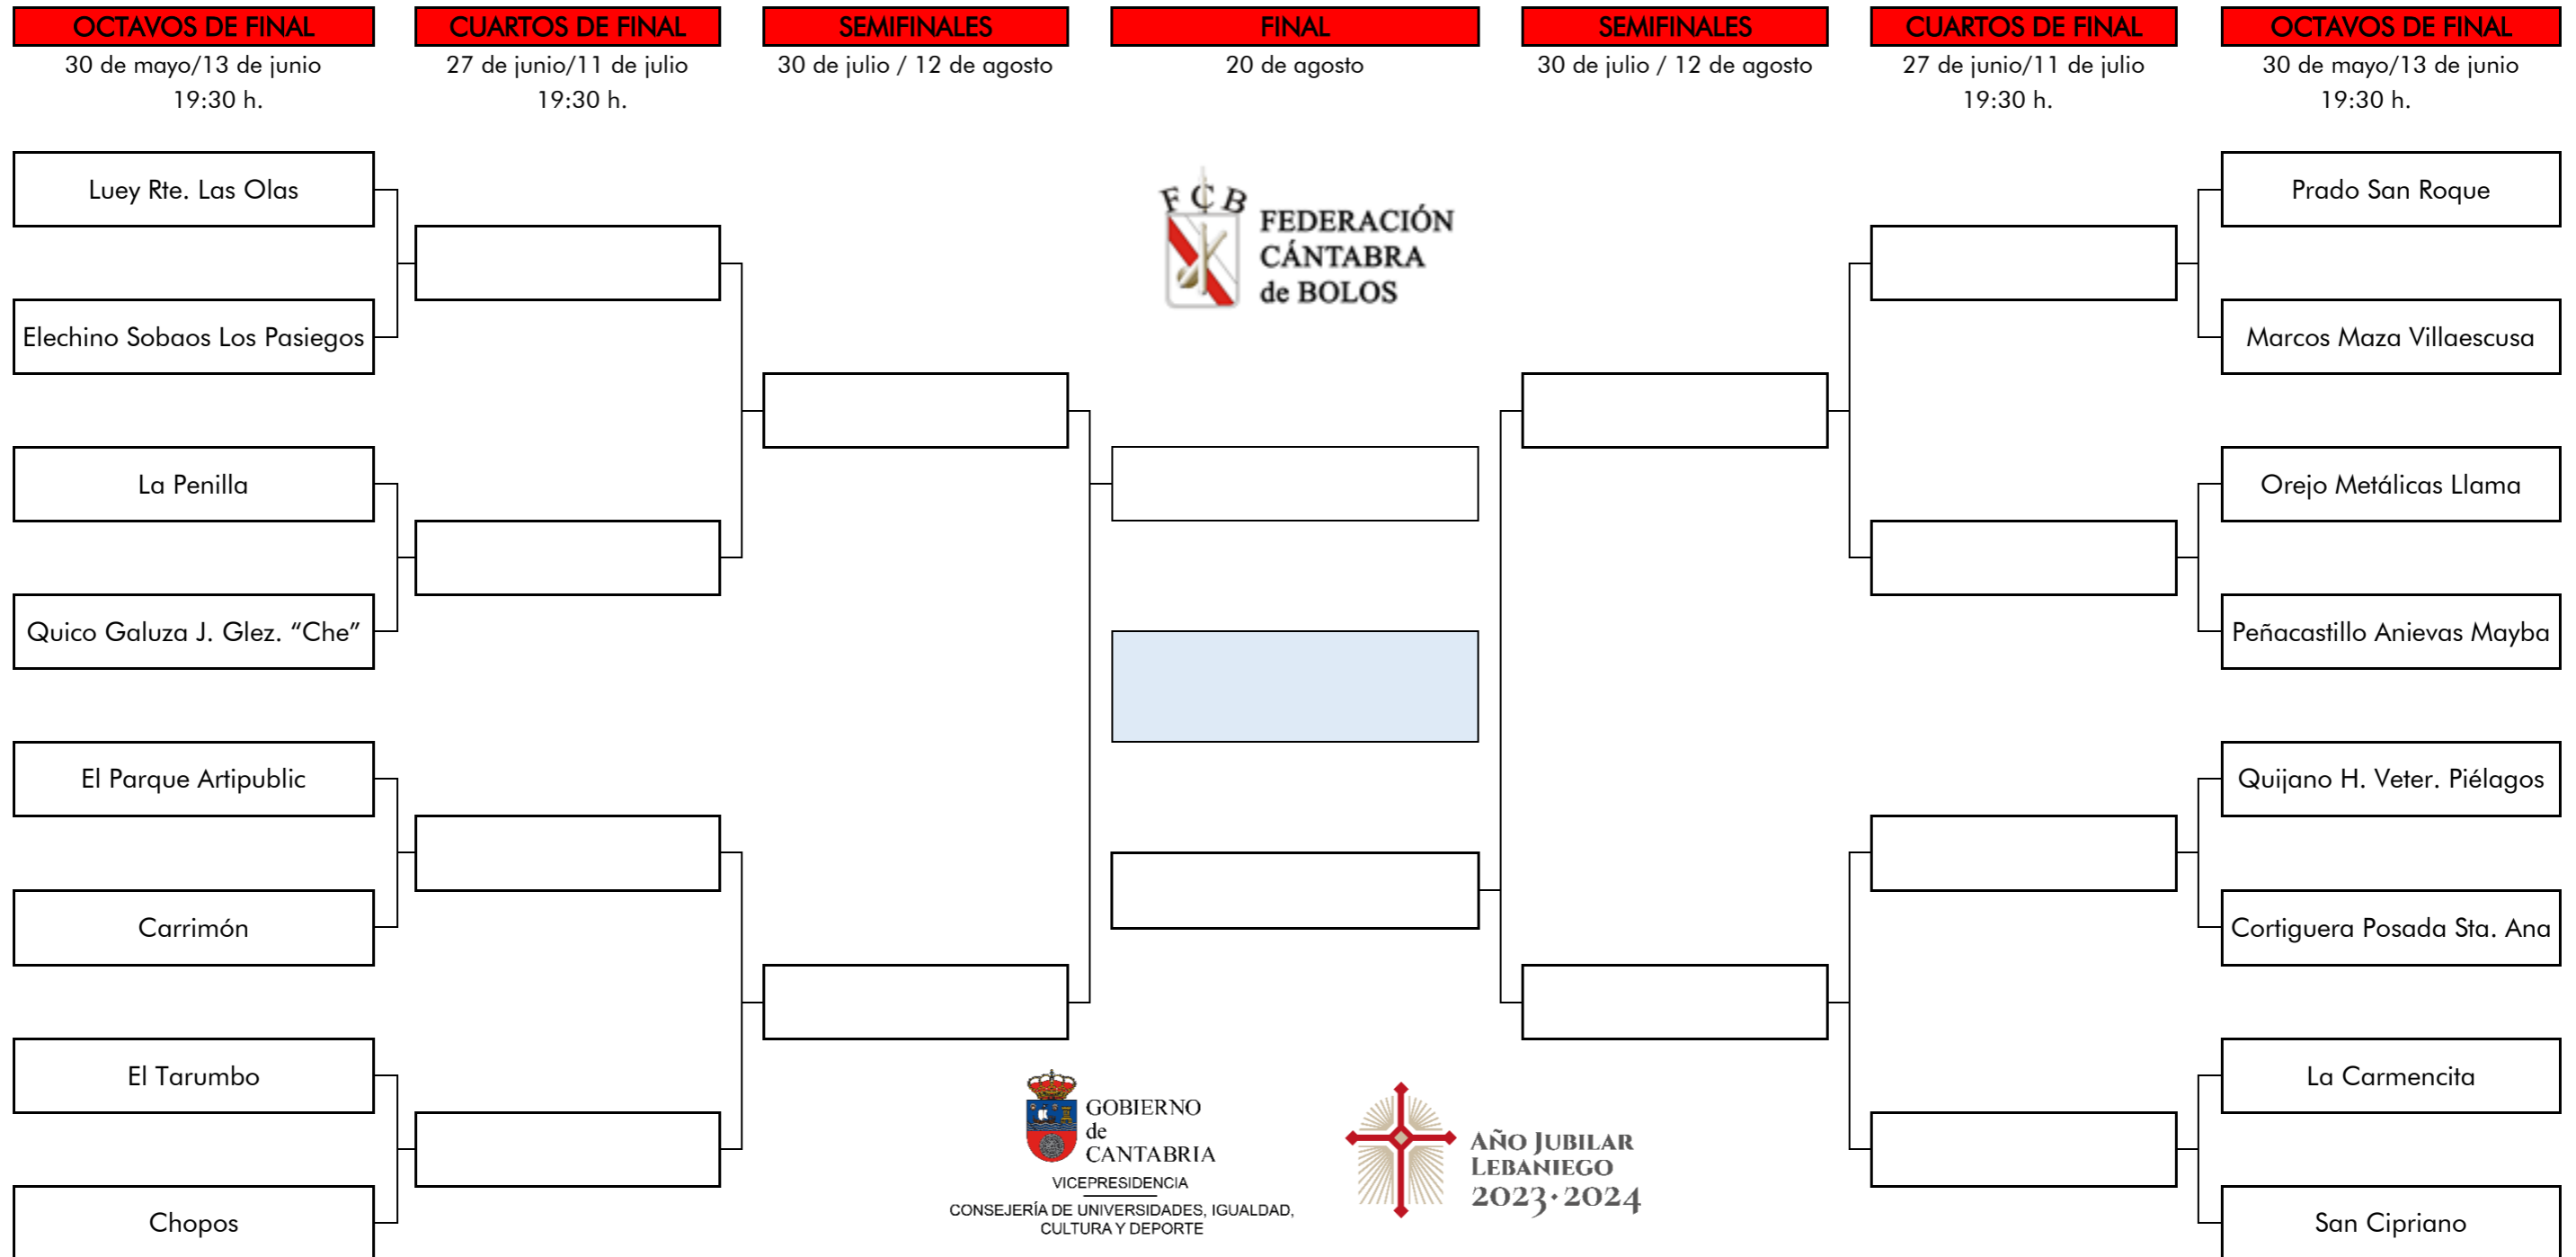 OCTAVOS DE FINAL
CUARTOS DE FINAL
SEMIFINALES
FINAL
SEMIFINALES
CUARTOS DE FINAL
OCTAVOS DE FINAL
30 de mayo/13 de junio
27 de junio/11 de julio
30 de julio / 12 de agosto
20 de agosto
30 de julio / 12 de agosto
27 de junio/11 de julio
30 de mayo/13 de junio
19:30 h.
19:30 h.
19:30 h.
19:30 h.
Luey Rte. Las Olas
Elechino Sobaos Los Pasiegos
La Penilla
Quico Galuza J. Glez. “Che”
El Parque Artipublic
Carrimón
El Tarumbo
Chopos
FCB
FEDERACIÓN
CÁNTABRA
de BOLOS
GOBIERNO
de
CANTABRIA
VICEPRESIDENCIA
CONSEJERÍA DE UNIVERSIDADES, IGUALDAD,
CULTURA Y DEPORTE
AÑO JUBILAR
LEBANIEGO
2023·2024
Prado San Roque
Marcos Maza Villaescusa
Orejo Metálicas Llama
Peñacastillo Anievas Mayba
Quijano H. Veter. Piélagos
Cortiguera Posada Sta. Ana
La Carmencita
San Cipriano